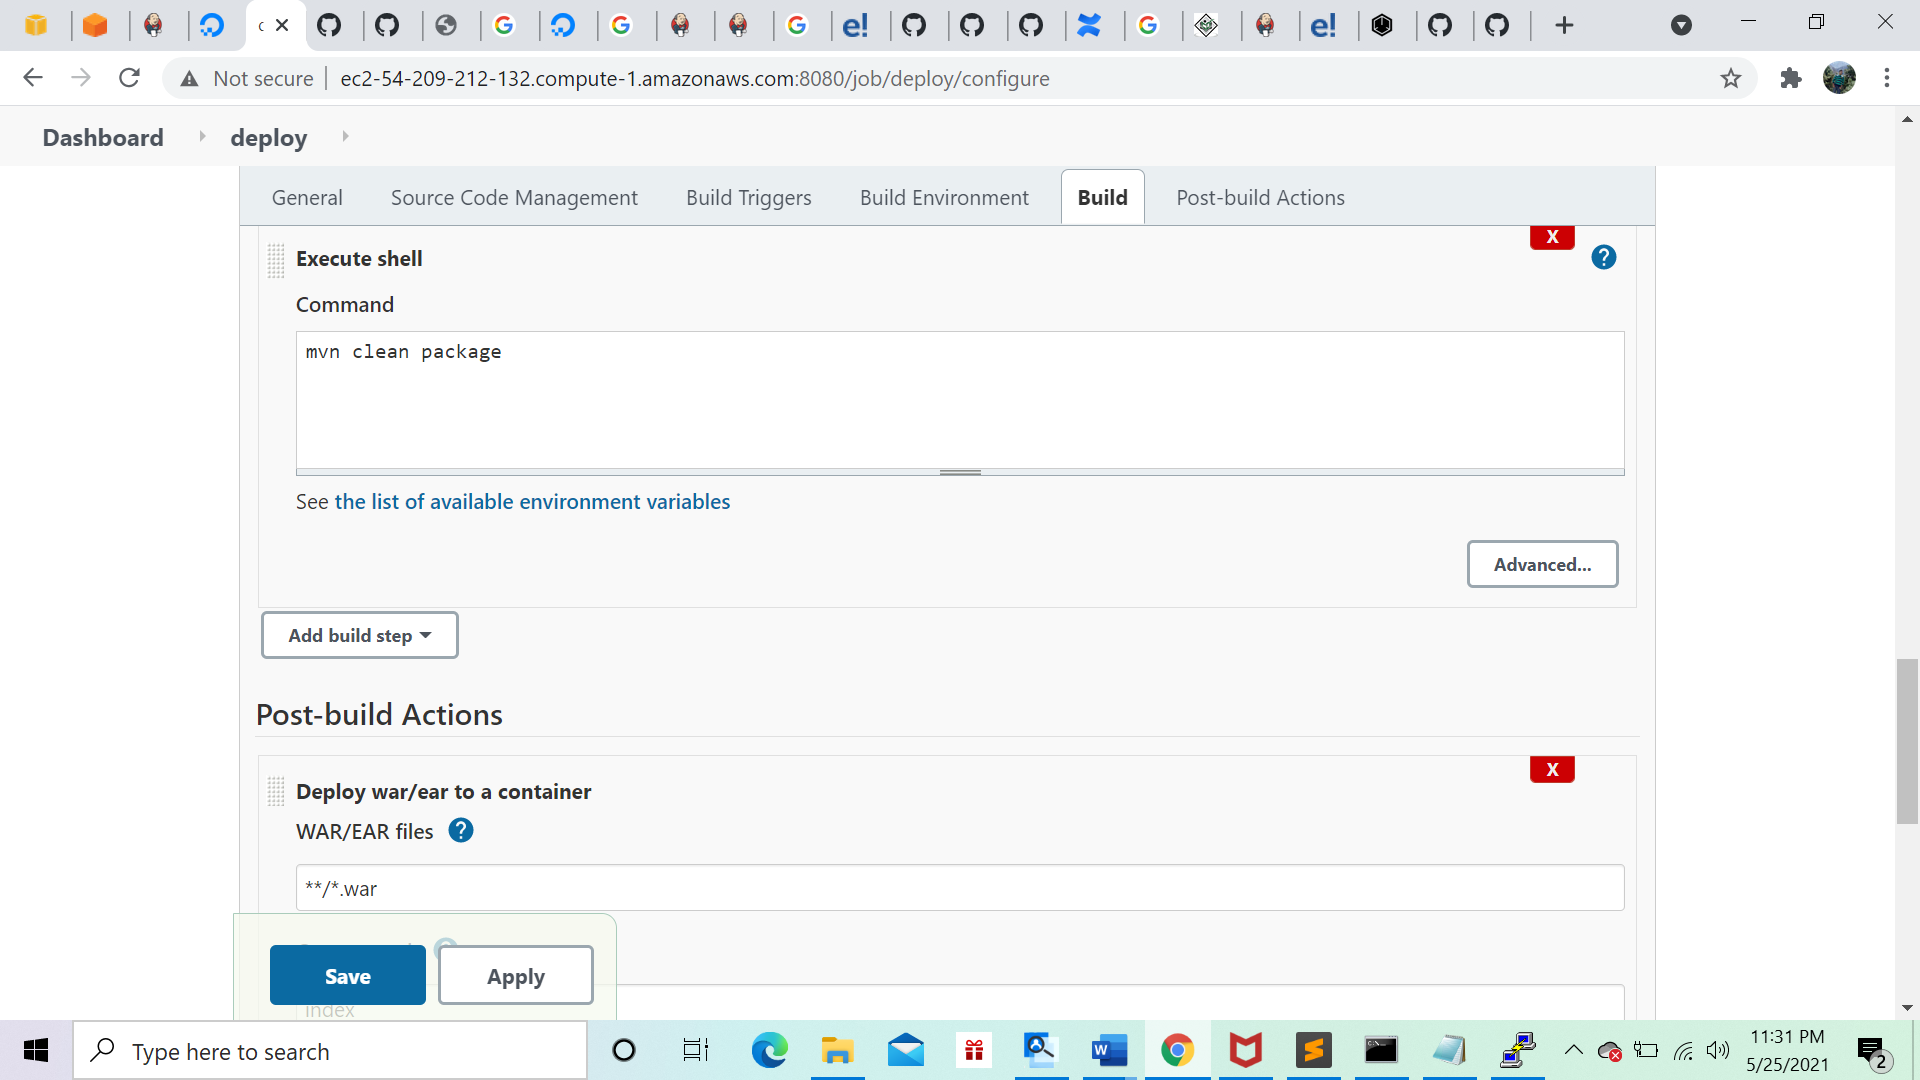 Not secure
ec2-54-209-212-132.compute-1.amazonaws.com:8080/job/deploy/configure
Dashboard
deploy
General
Source Code Management
Build Triggers
Build Environment
Build
Post-build Actions
X
Execute shell
?
Command
mvn clean package
See the list of available environment variables
Advanced...
Add build step
Post-build Actions
X
Deploy war/ear to a container
WAR/EAR files ?
**/*.war
Save
Apply
index
Type here to search
11:31 PM
5/25/2021
2